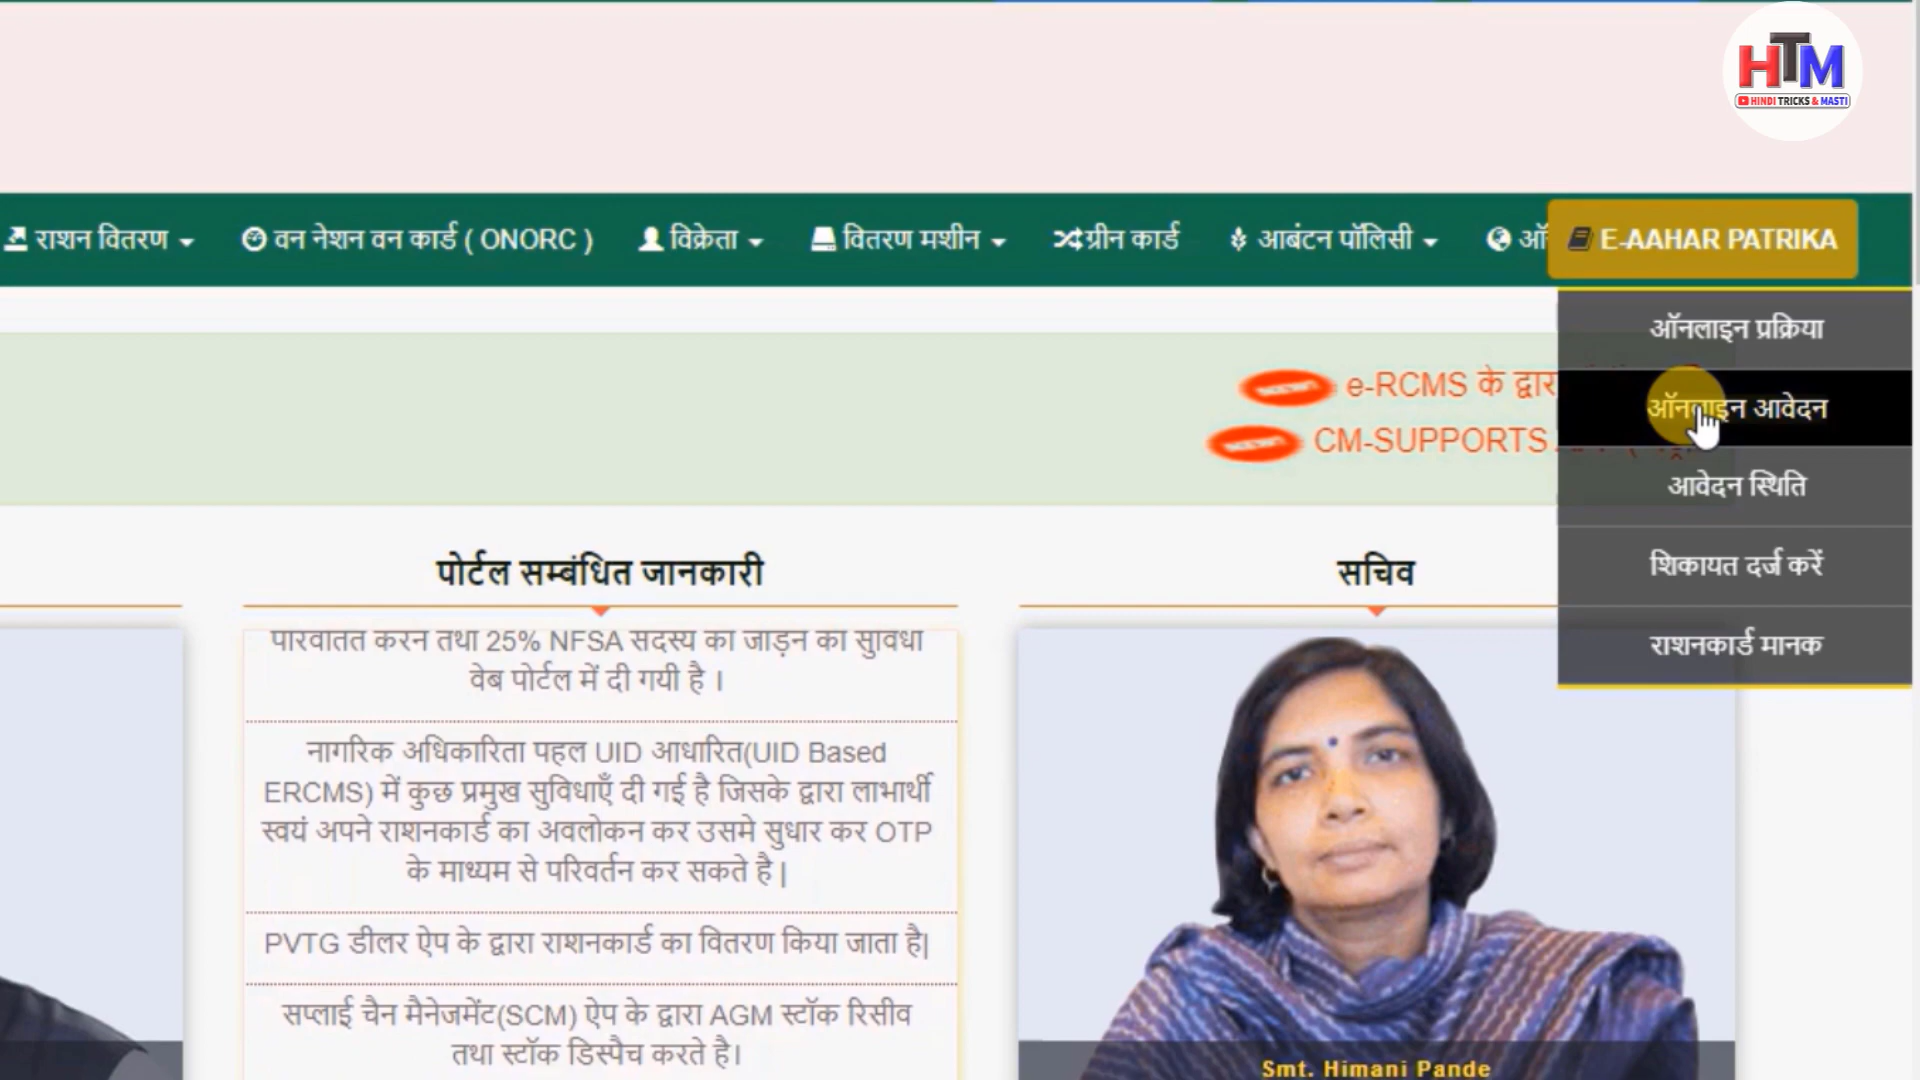 HTM
HINDI TRICKS & MASTI
राशन वितरण
वन नेशन वन कार्ड ( ONORC )
विक्रेता
वितरण मशीन
ग्रीन कार्ड
आबंटन पॉलिसी
E-AAHAR PATRIKA
ऑनलाइन प्रक्रिया
e-RCMS के द्वारा
ऑनलाइन आवेदन
CM-SUPPORTS
आवेदन स्थिति
शिकायत दर्ज करें
राशनकार्ड मानक
पोर्टल सम्बंधित जानकारी
परिवर्तित करने तथा 25% NFSA सदस्य को जोड़ने की सुविधा
वेब पोर्टल में दी गयी है ।
नागरिक अधिकारिता पहल UID आधारित(UID Based
ERCMS) में कुछ प्रमुख सुविधाएँ दी गई है जिसके द्वारा लाभार्थी
स्वयं अपने राशनकार्ड का अवलोकन कर उसमे सुधार कर OTP
के माध्यम से परिवर्तन कर सकते है |
PVTG डीलर ऐप के द्वारा राशनकार्ड का वितरण किया जाता है|
सप्लाई चैन मैनेजमेंट(SCM) ऐप के द्वारा AGM स्टॉक रिसीव
तथा स्टॉक डिस्पैच करते है।
सचिव
Smt. Himani Pande